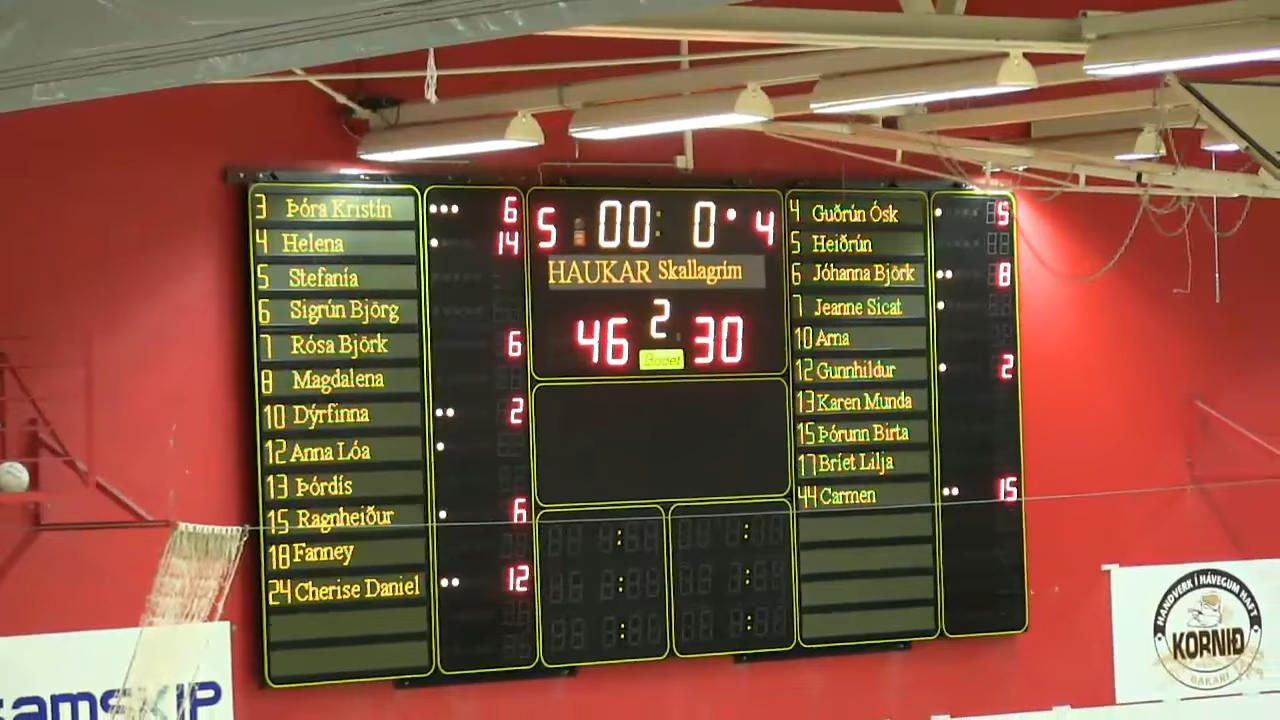 3 Þóra Kristín 6
4 Helena 14
5 Stefanía
6 Sigrún Björg
7 Rósa Björk 6
8 Magdalena
10 Dýrfinna 2
12 Anna Lóa
13 Þórdís
15 Ragnheiður 6
18 Fanney
24 Cherise Daniel 12
5 00:0 4
HAUKAR Skallagrím
2
46 30
Bodet
4 Guðrún Ósk 5
5 Heiðrún
6 Jóhanna Björk 8
7 Jeanne Sicat
10 Arna
12 Gunnhildur 2
13 Karen Munda
15 Þórunn Birta
17 Bríet Lilja
44 Carmen 15
SAMSKIP
HANDVERK Í HÁVEGUM HAFT
KORNIÐ
BAKARÍ